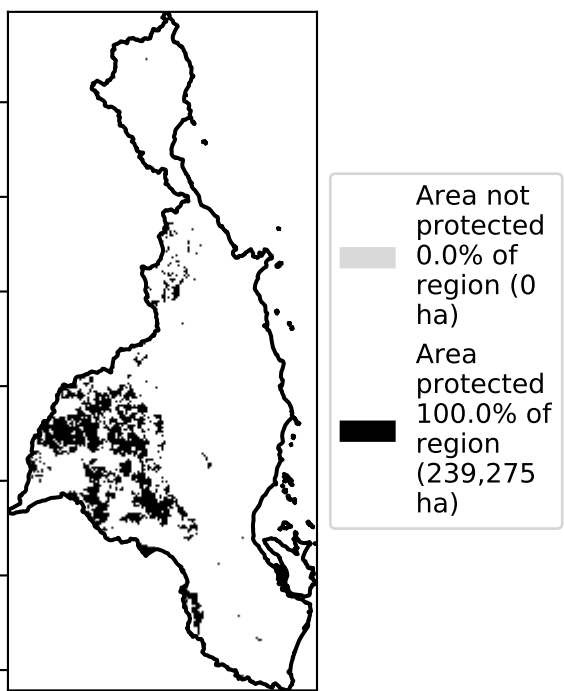 Area not
protected
0.0% of
region (0
ha)
Area
protected
100.0% of
region
(239,275
ha)